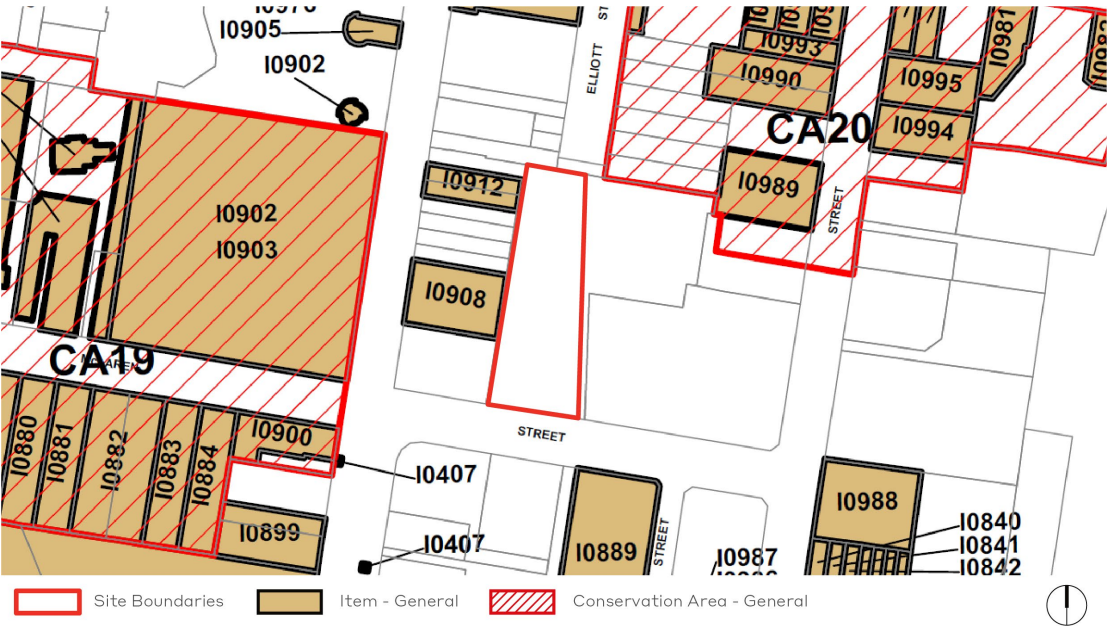 I0905
I0902
ELLIOTT
ST
I0993
I0990
I0981
I0995
CA20
I0994
I0912
I0989
STREET
I0902
I0903
I0908
CA19
STREET
I0880
I0881
I0882
I0883
I0884
I0900
I0407
I0899
I0407
I0889
STREET
I0987
I0988
I0840
I0841
I0842
Site Boundaries
Item - General
Conservation Area - General